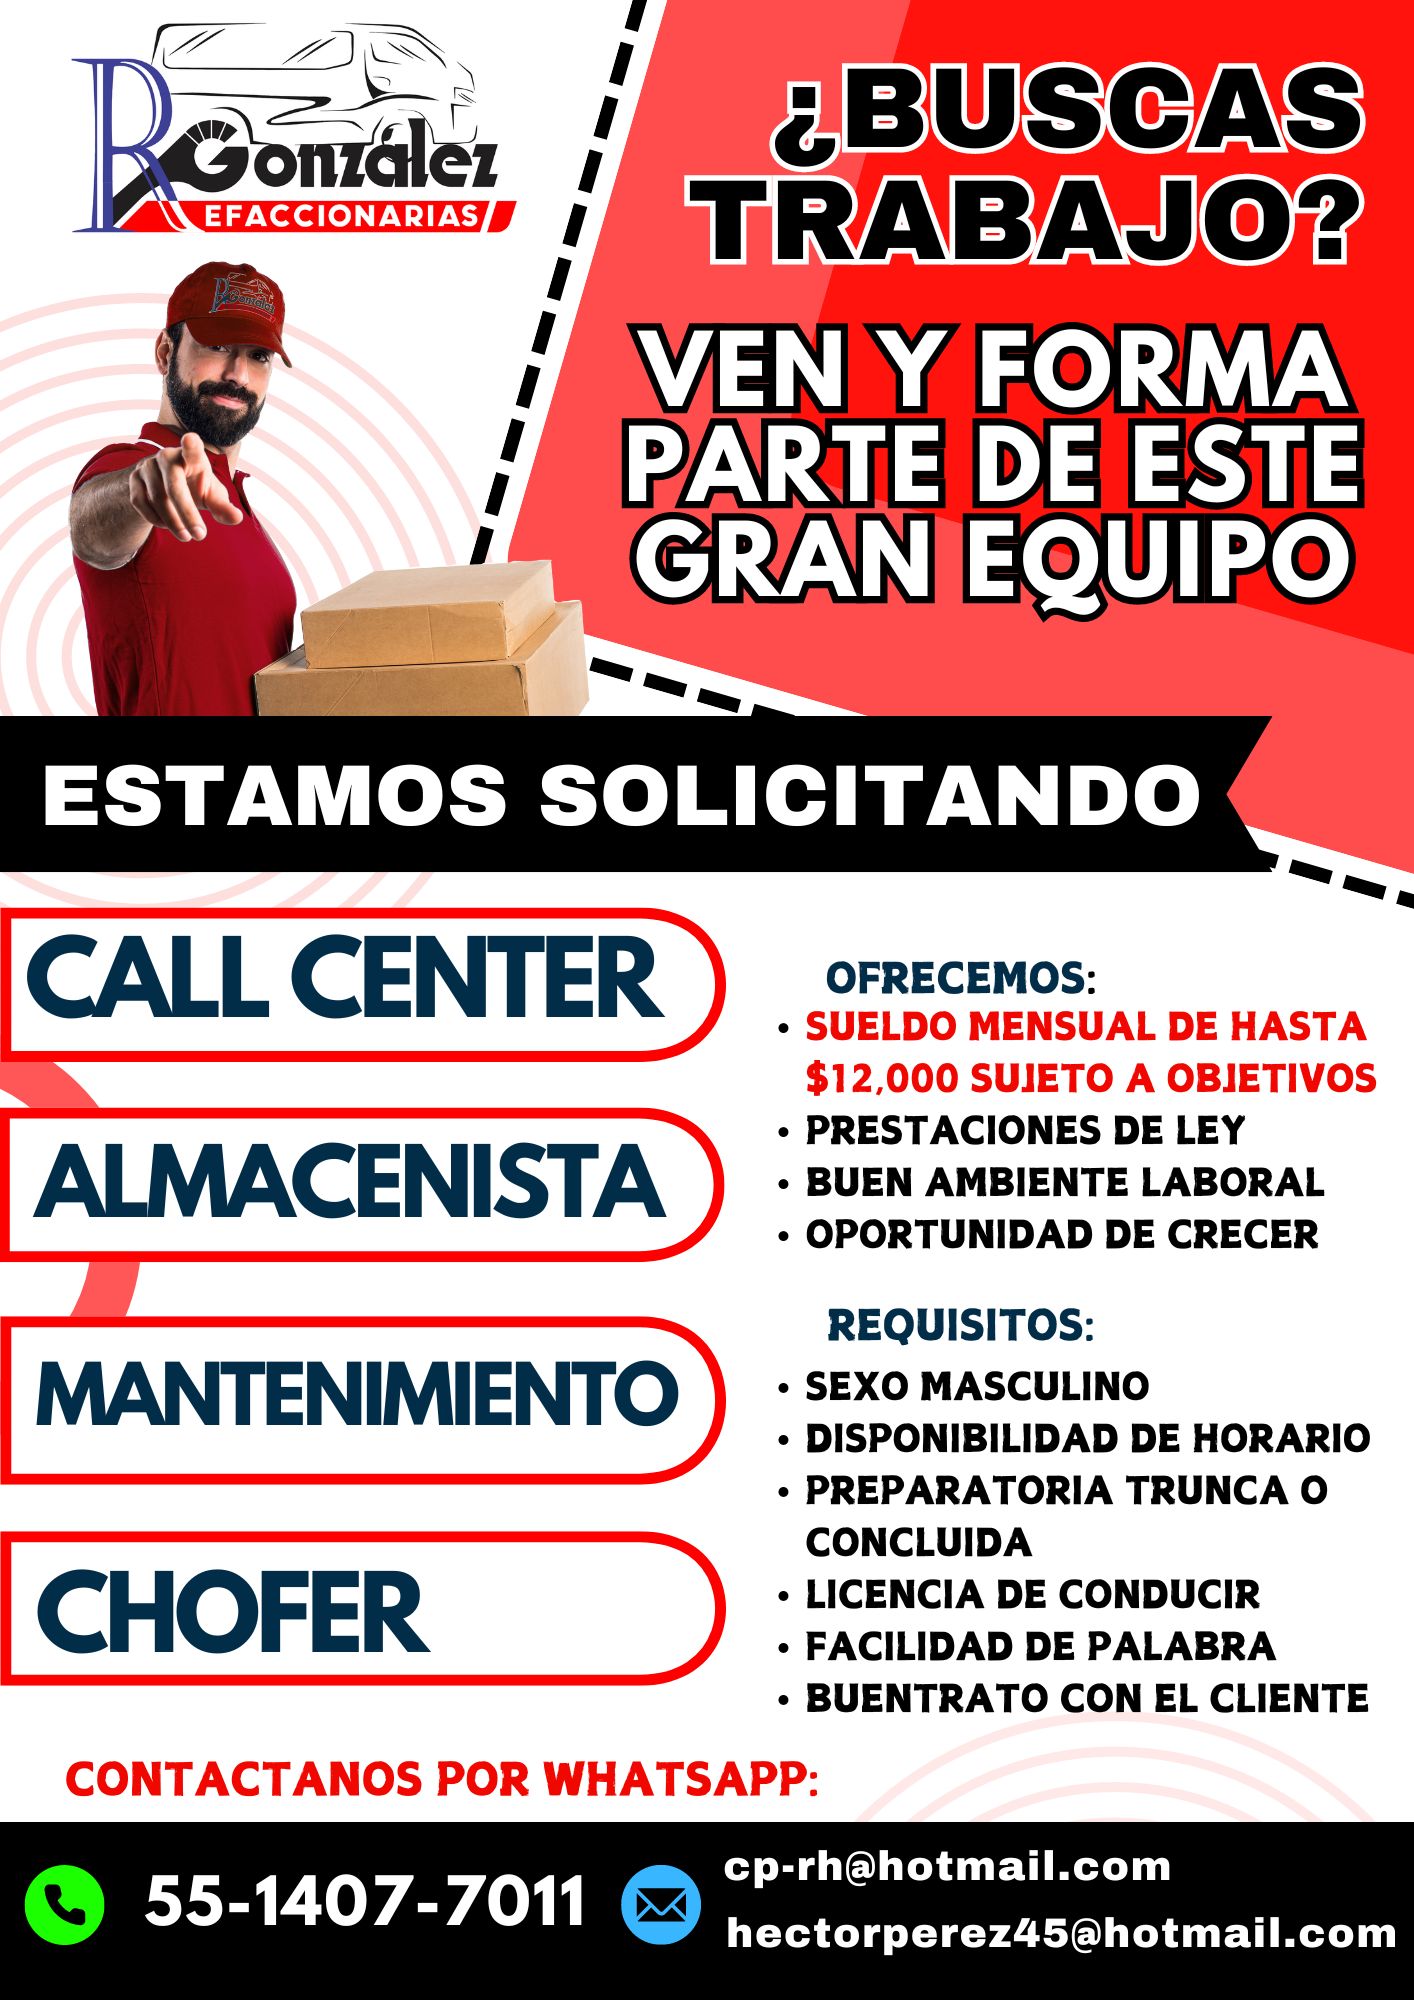 R González
EFACCIONARIAS
¿BUSCAS
TRABAJO?
VEN Y FORMA
PARTE DE ESTE
GRAN EQUIPO
R González
ESTAMOS SOLICITANDO
CALL CENTER
ALMACENISTA
MANTENIMIENTO
CHOFER
OFRECEMOS:
• SUELDO MENSUAL DE HASTA
$12,000 SUJETO A OBJETIVOS
• PRESTACIONES DE LEY
• BUEN AMBIENTE LABORAL
• OPORTUNIDAD DE CRECER
REQUISITOS:
• SEXO MASCULINO
• DISPONIBILIDAD DE HORARIO
• PREPARATORIA TRUNCA O
CONCLUIDA
• LICENCIA DE CONDUCIR
• FACILIDAD DE PALABRA
• BUENTRATO CON EL CLIENTE
CONTACTANOS POR WHATSAPP:
55-1407-7011
cp-rh@hotmail.com
hectorperez45@hotmail.com